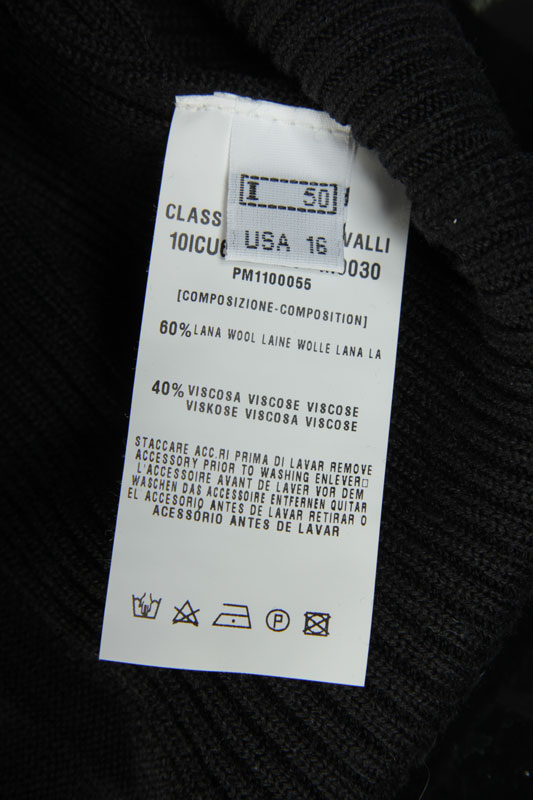 I 50
USA 16
CLASS VALLI
10ICU 0030
PM1100055
[COMPOSIZIONE-COMPOSITION]
60% LANA WOOL LAINE WOLLE LANA LA
40% VISCOSA VISCOSE VISCOSE
VISKOSE VISCOSA VISCOSE
STACCARE ACC.RI PRIMA DI LAVAR REMOVE
ACCESSORY PRIOR TO WASHING ENLEVER□
L'ACCESSOIRE AVANT DE LAVER VOR DEM
WASCHEN DAS ACCESSOIRE ENTFERNEN QUITAR
EL ACCESORIO ANTES DE LAVAR RETIRAR O
ACESSÓRIO ANTES DE LAVAR
P